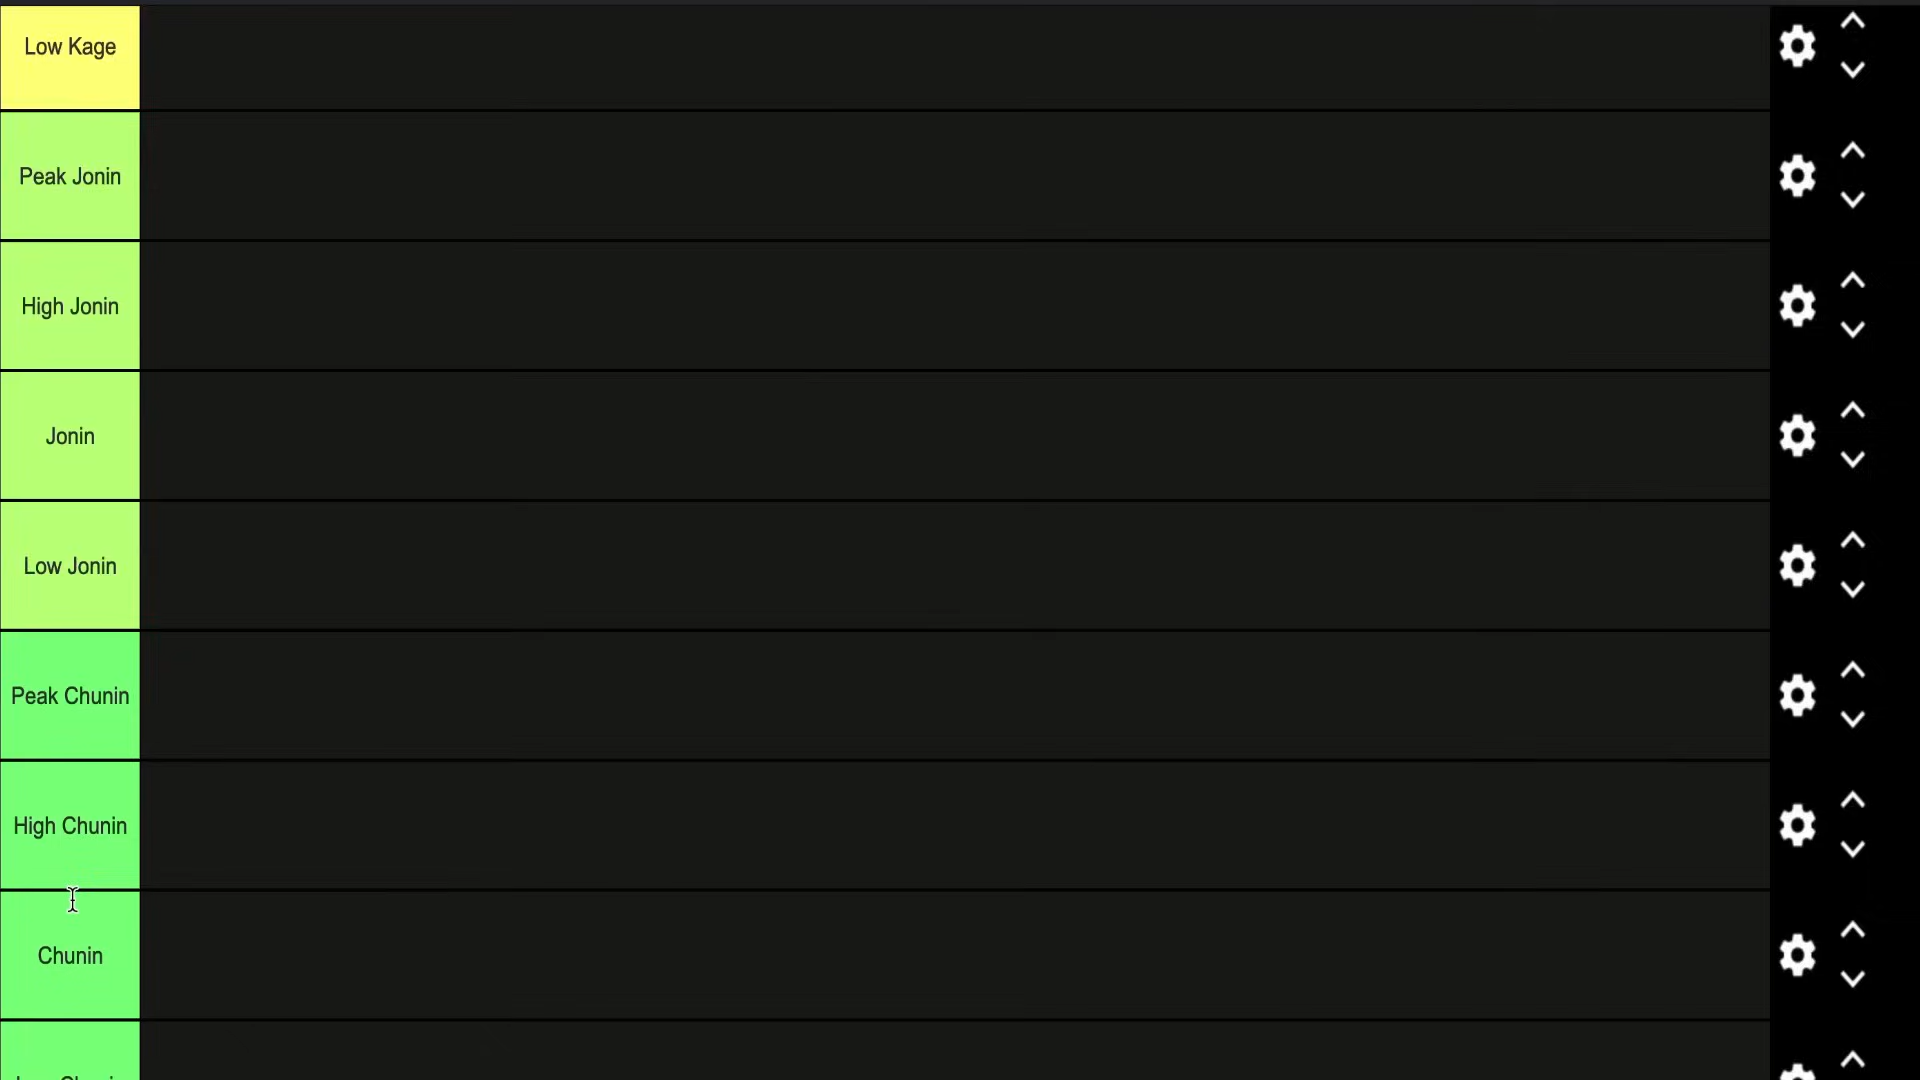 Low Kage
Peak Jonin
High Jonin
Jonin
Low Jonin
Peak Chunin
High Chunin
Chunin